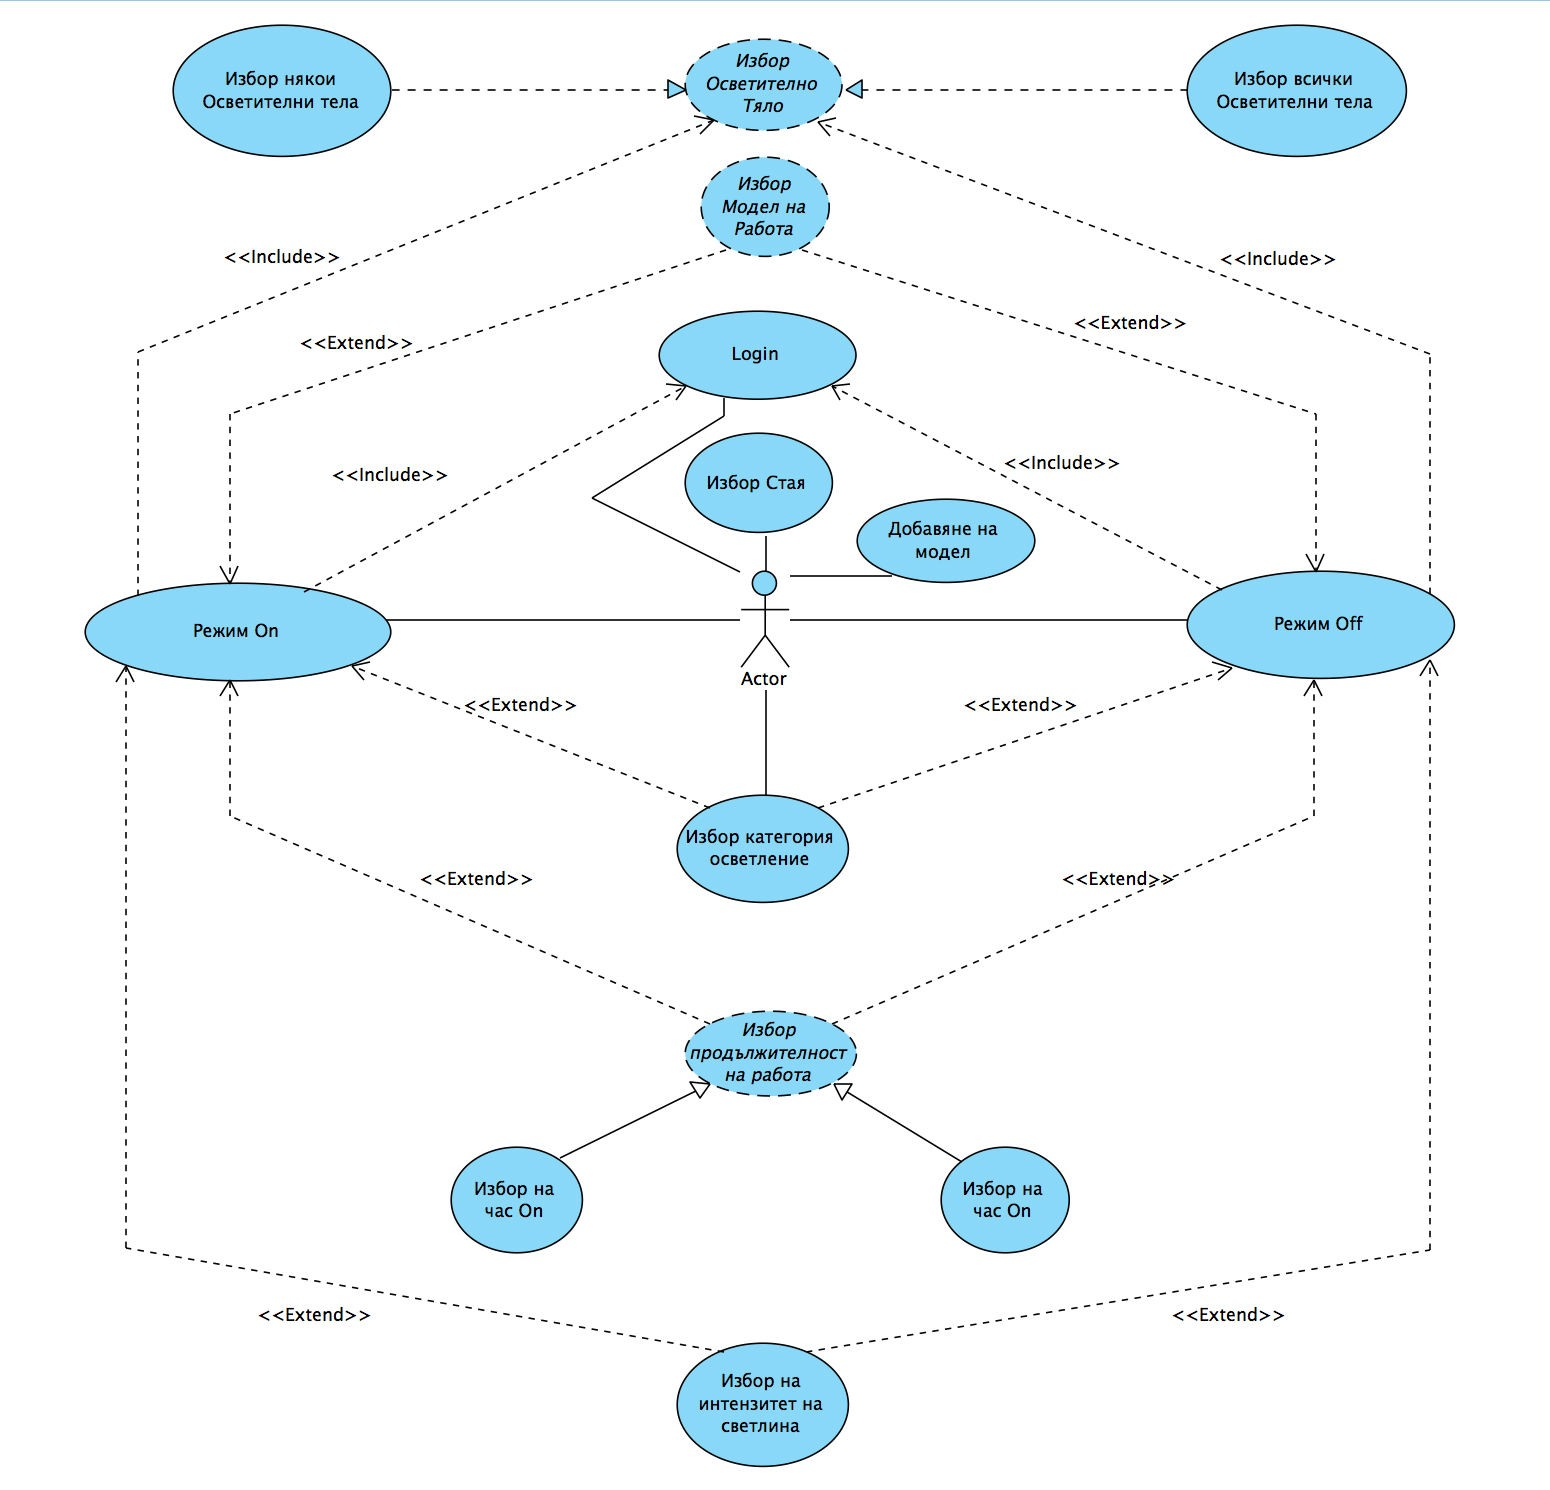 Избор някои
Осветителни тела
Избор
Осветително
Тяло
Избор всички
Осветителни тела
Избор
Модел на
Работа
<<Include>>
<<Include>>
<<Extend>>
<<Extend>>
Login
<<Include>>
<<Include>>
Избор Стая
Добавяне на
модел
Режим On
Режим Off
Actor
<<Extend>>
<<Extend>>
Избор категория
осветление
<<Extend>>
<<Extend>>
Избор
продължителност
на работа
Избор на
час On
Избор на
час On
<<Extend>>
<<Extend>>
Избор на
интензитет на
светлина